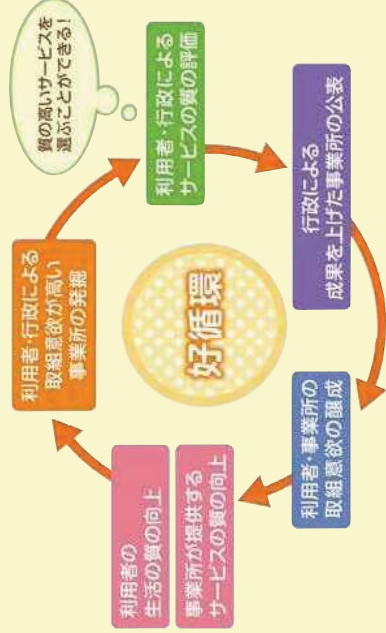 質の高いサービスを
選ぶことができる!
利用者・行政による
取組意欲が高い
事業所の発掘
利用者・行政による
サービスの質の評価
行政による
成果を上げた事業所の公表
利用者・事業所の
取組意欲の醸成
利用者の
生活の質の向上
事業所が提供する
サービスの質の向上
好循環